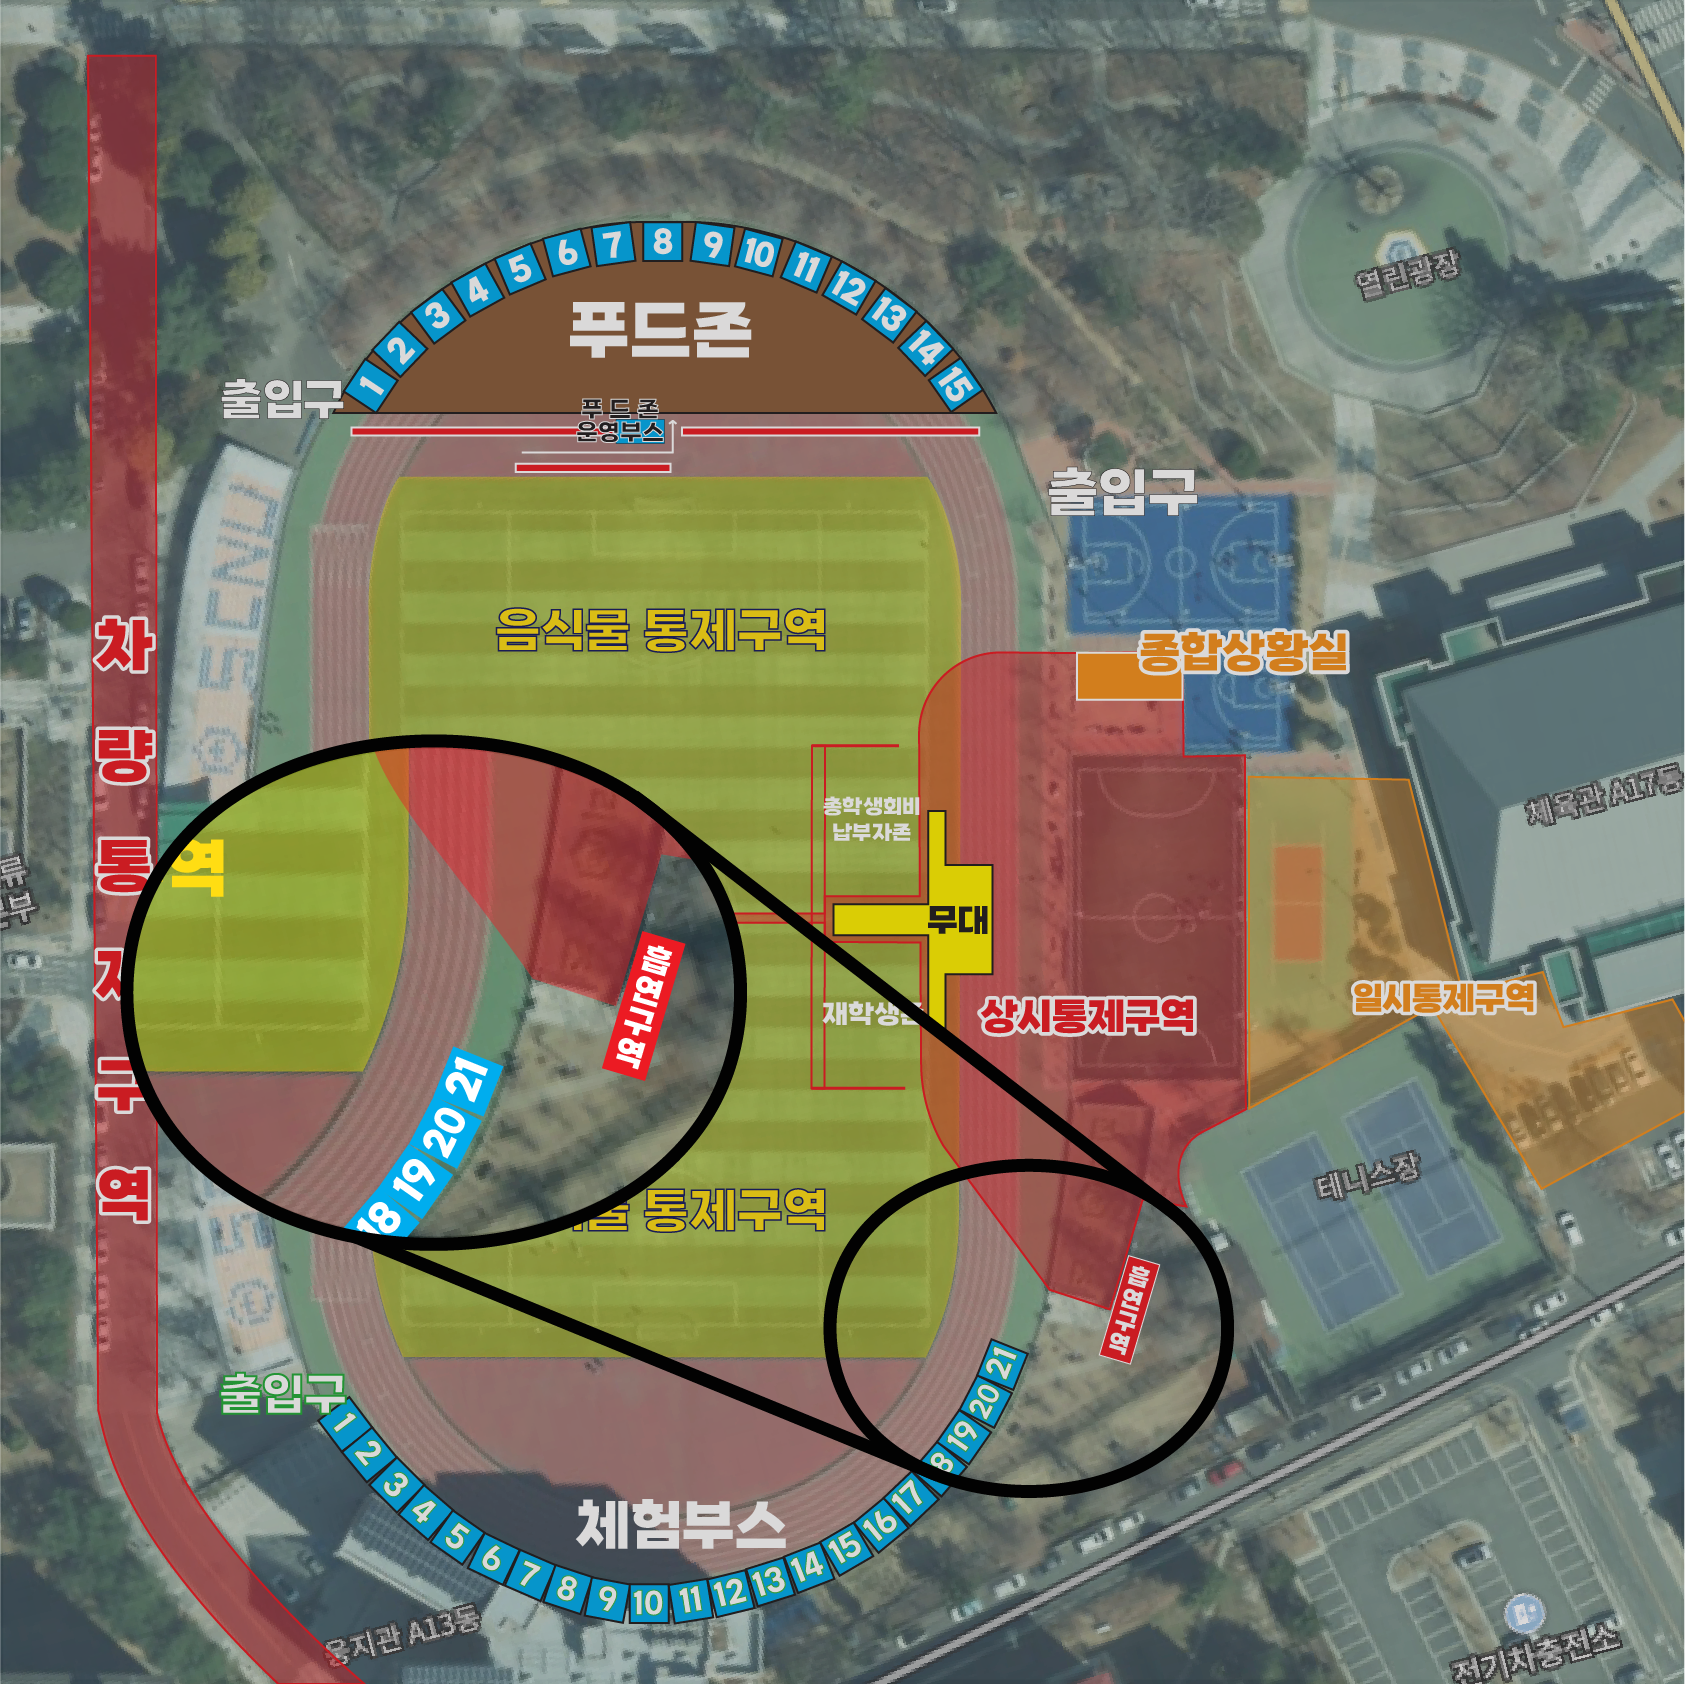 열린광장
6 7 8 9 10
5 11
4 12
3 13
2 14
1 15
푸드존
출입구
푸 드 존
운영부스
출입구
음식물 통제구역
종합상황실
차
량
통
제
구
역
체육관 A17동
총학생회비
납부자존
역
무대
일시통제구역
재학생존
상시통제구역
흡연구역
21
20
19
18
테니스장
물 통제구역
흡연구역
출입구
21
20
19
8
17
16
15
14
13
12
11
10
9
8
7
6
5
4
3
2
1
체험부스
A13동
전기차충전소